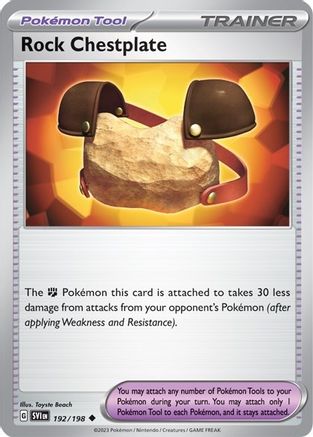 Pokémon Tool TRAINER
Rock Chestplate
The Pokémon this card is attached to takes 30 less
damage from attacks from your opponent's Pokémon (after
applying Weakness and Resistance).
Illus. Toyste Beach
G SVI EN 192/198
You may attach any number of Pokémon Tools to your
Pokémon during your turn. You may attach only 1
Pokémon Tool to each Pokémon, and it stays attached.
©2023 Pokémon / Nintendo / Creatures / GAME FREAK